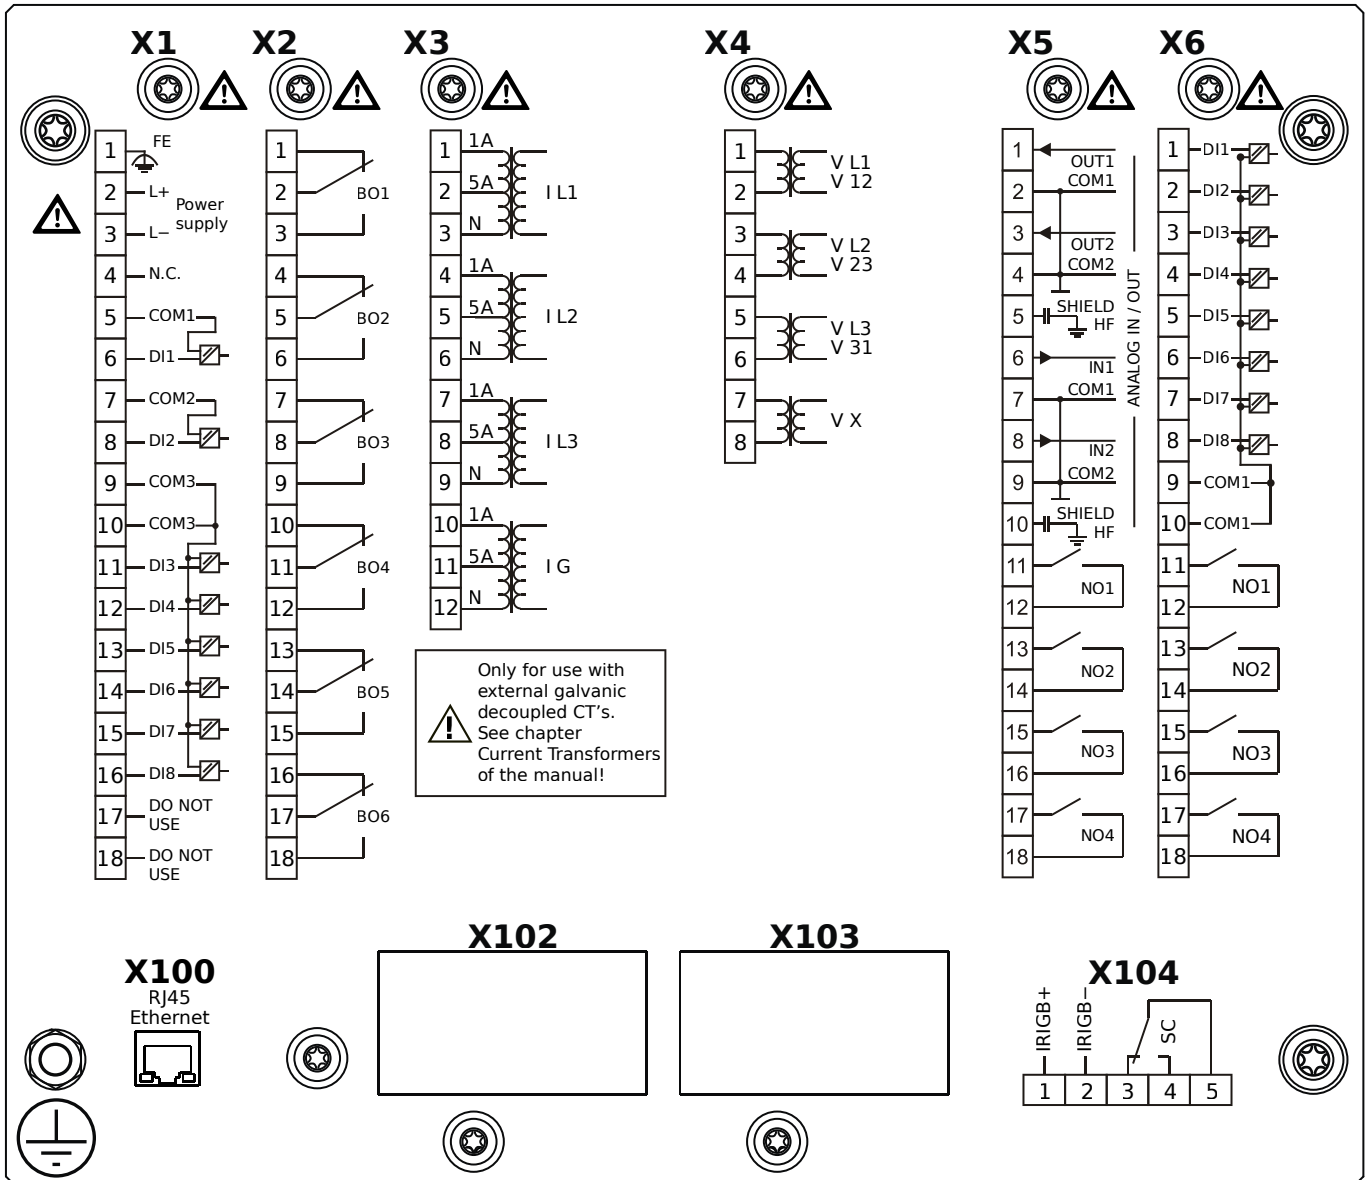 X1 X2 X3 X4 X5 X6
1 FE
2 L+
Power
supply
3 L−
4 N.C.
5 COM1
6 DI1
7 COM2
8 DI2
9 COM3
10 COM3
11 DI3
12 DI4
13 DI5
14 DI6
15 DI7
16 DI8
17 DO NOT
USE
18 DO NOT
USE
1
2 BO1
3
4
5 BO2
6
7
8 BO3
9
10
11 BO4
12
13
14 BO5
15
16
17 BO6
18
1 1A
2 5A I L1
3 N
4 1A
5 5A I L2
6 N
7 1A
8 5A I L3
9 N
10 1A
11 5A I G
12 N
Only for use with
external galvanic
decoupled CT's.
See chapter
Current Transformers
of the manual!
1 V L1
2 V 12
3 V L2
4 V 23
5 V L3
6 V 31
7 V X
8
1 OUT1
2 COM1
3 OUT2
4 COM2
5 SHIELD
HF
6 IN1
7 COM1
8 IN2
9 COM2
10 SHIELD
HF
ANALOG IN / OUT
11
NO1
12
13
NO2
14
15
NO3
16
17
NO4
18
1 DI1
2 DI2
3 DI3
4 DI4
5 DI5
6 DI6
7 DI7
8 DI8
9 COM1
10 COM1
11
NO1
12
13
NO2
14
15
NO3
16
17
NO4
18
X100
RJ45
Ethernet
X102
X103
X104
IRIGB+
IRIGB−
SC
1 2 3 4 5